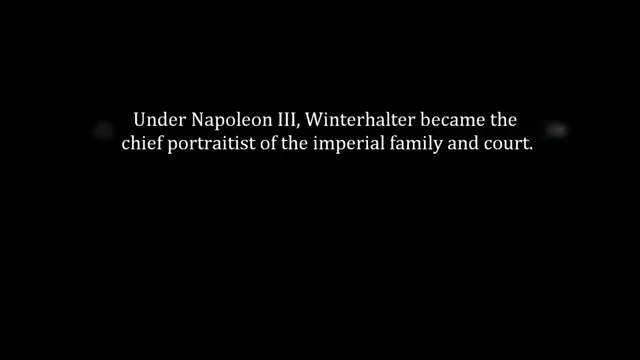 Under Napoleon III, Winterhalter became the
chief portraitist of the imperial family and court.